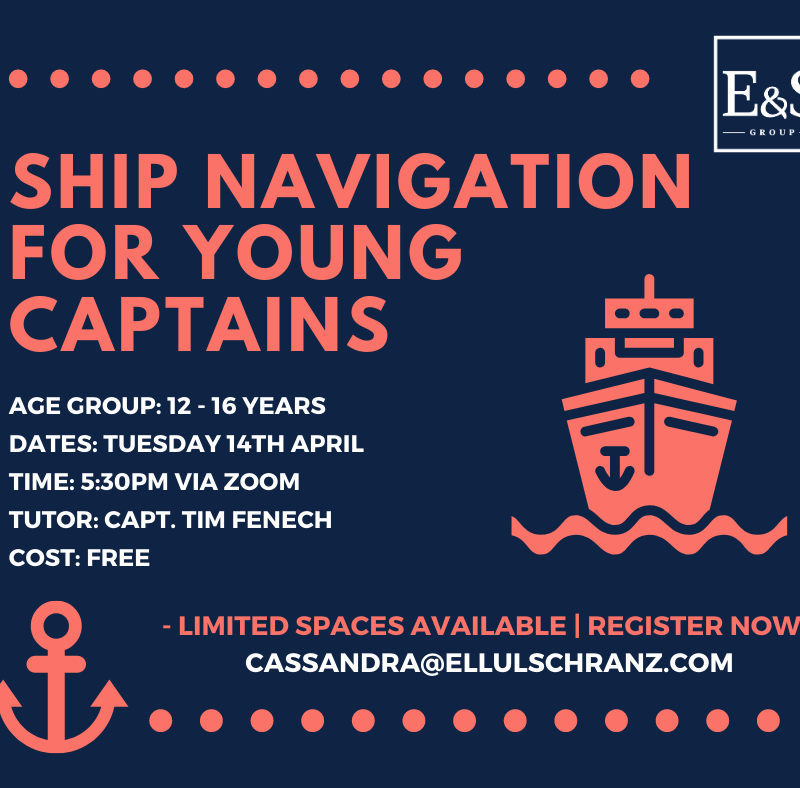 E&S
GROUP
SHIP NAVIGATION
FOR YOUNG
CAPTAINS
AGE GROUP: 12 - 16 YEARS
DATES: TUESDAY 14TH APRIL
TIME: 5:30PM VIA ZOOM
TUTOR: CAPT. TIM FENECH
COST: FREE
- LIMITED SPACES AVAILABLE | REGISTER NOW
CASSANDRA@ELLULSCHRANZ.COM